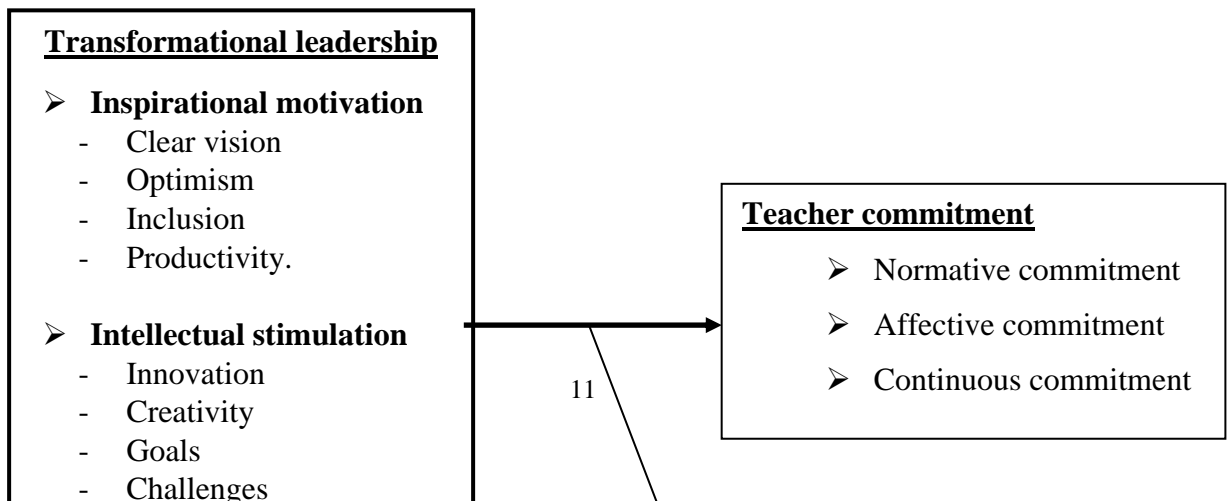 Transformational leadership
➢ Inspirational motivation
- Clear vision
- Optimism
- Inclusion
- Productivity.
➢ Intellectual stimulation
- Innovation
- Creativity
- Goals
- Challenges
11
Teacher commitment
➢ Normative commitment
➢ Affective commitment
➢ Continuous commitment